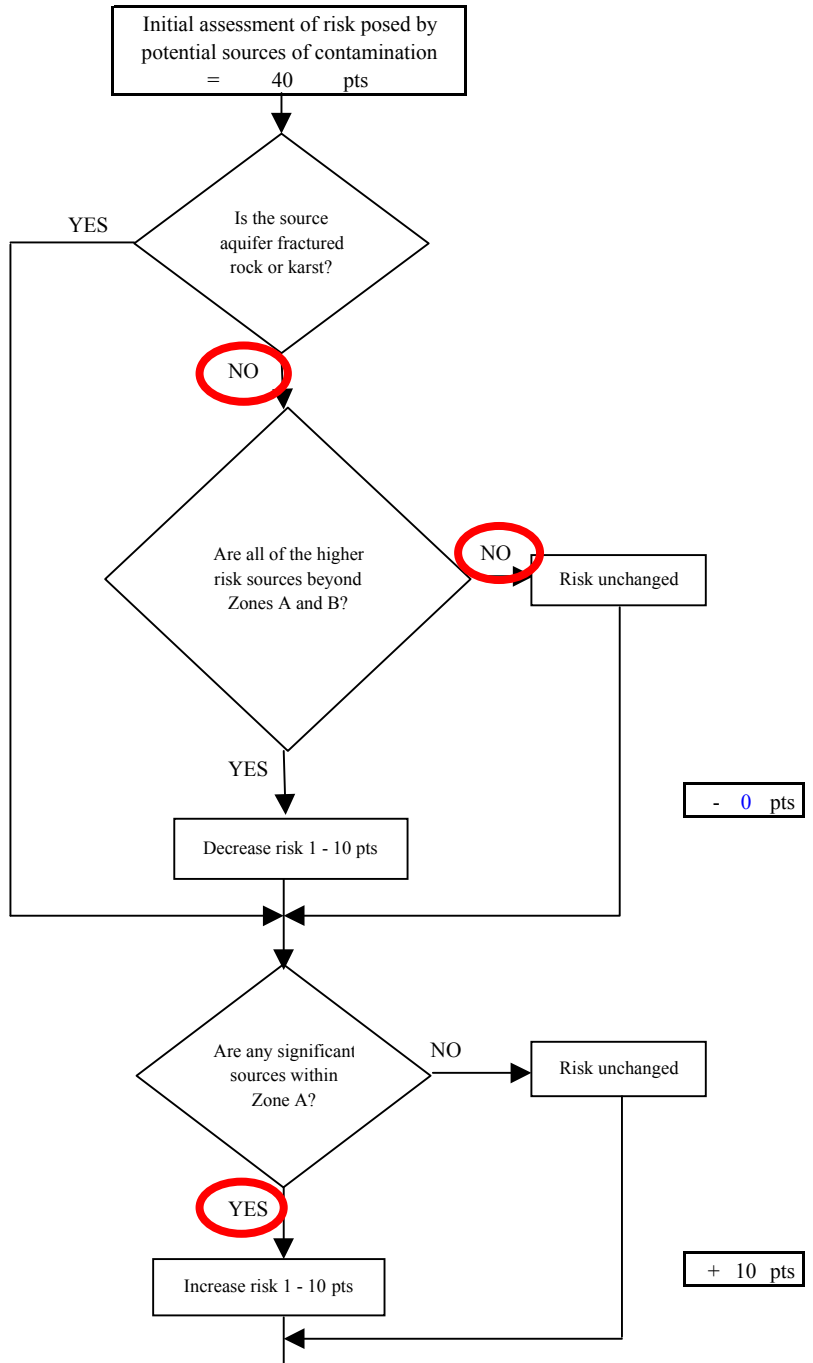 Initial assessment of risk posed by
potential sources of contamination
= 40 pts
YES
Is the source
aquifer fractured
rock or karst?
NO
Are all of the higher
risk sources beyond
Zones A and B?
NO
Risk unchanged
YES
- 0 pts
Decrease risk 1 - 10 pts
Are any significant
sources within
Zone A?
NO
Risk unchanged
YES
Increase risk 1 - 10 pts
+ 10 pts